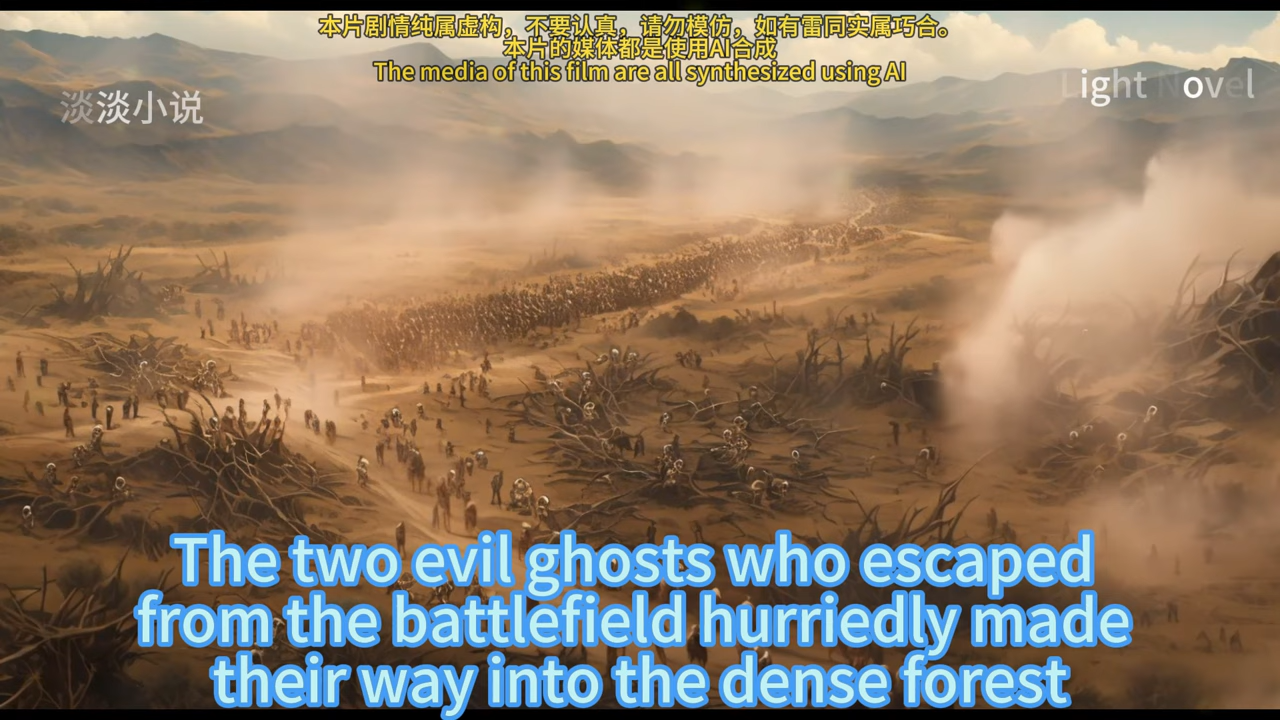 本片剧情纯属虚构，不要认真，请勿模仿，如有雷同实属巧合。
本片的媒体都是使用AI合成
The media of this film are all synthesized using AI
淡淡小说
Light Novel
The two evil ghosts who escaped
from the battlefield hurriedly made
their way into the dense forest